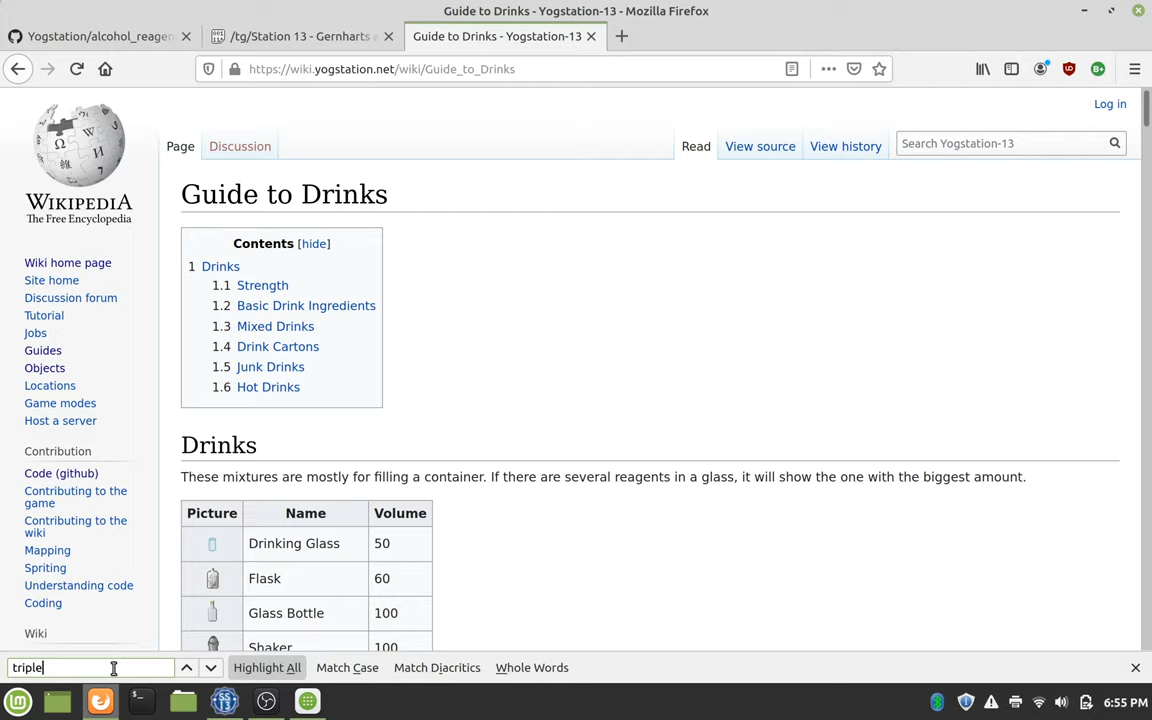 Guide to Drinks - Yogstation-13 - Mozilla Firefox
Yogstation/alcohol_reagen
/tg/Station 13 - Gernharts a
Guide to Drinks - Yogstation-13
https://wiki.yogstation.net/wiki/Guide_to_Drinks
Log in
Page
Discussion
Read
View source
View history
Search Yogstation-13
WIKIPEDIA
The Free Encyclopedia
Wiki home page
Site home
Discussion forum
Tutorial
Jobs
Guides
Objects
Locations
Game modes
Host a server
Contribution
Code (github)
Contributing to the
game
Contributing to the
wiki
Mapping
Spriting
Understanding code
Coding
Wiki
Guide to Drinks
Contents [hide]
1 Drinks
1.1 Strength
1.2 Basic Drink Ingredients
1.3 Mixed Drinks
1.4 Drink Cartons
1.5 Junk Drinks
1.6 Hot Drinks
Drinks
These mixtures are mostly for filling a container. If there are several reagents in a glass, it will show the one with the biggest amount.
Picture Name Volume
Drinking Glass 50
Flask 60
Glass Bottle 100
Shaker 100
triple
Highlight All
Match Case
Match Diacritics
Whole Words
SS
13
6:55 PM